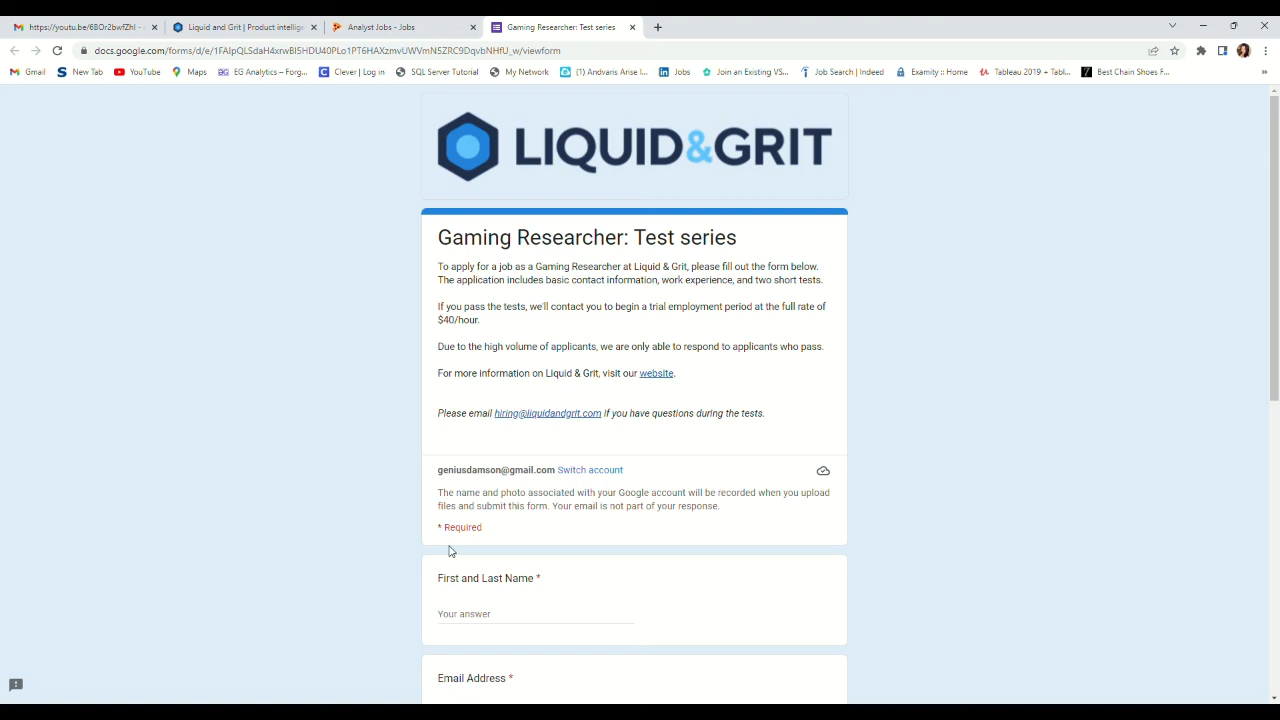 https://youtu.be/6BOr2bwfZhI -
Liquid and Grit | Product intellige
Analyst Jobs - Jobs
Gaming Researcher: Test series
docs.google.com/forms/d/e/1FAIpQLSdaH4xrwBI5HDU40PLo1PT6HAXzmvUWVmN5ZRC9DqvbNHfU_w/viewform
Gmail
New Tab
YouTube
Maps
EG Analytics – Forg...
Clever | Log
SQL Server Tutorial
My Network
(1) Andvaris Arise I...
Jobs
Join an Existing VS...
Job Search | Indeed
Examity :: Home
Tableau 2019 + Tabl...
Best Chain Shoes F...
LIQUID&GRIT
Gaming Researcher: Test series
To apply for a job as a Gaming Researcher at Liquid & Grit, please fill out the form below.
The application includes basic contact information, work experience, and two short tests.
If you pass the tests, we'll contact you to begin a trial employment period at the full rate of
$40/hour.
Due to the high volume of applicants, we are only able to respond to applicants who pass.
For more information on Liquid & Grit, visit our website.
Please email hiring@liquidandgrit.com if you have questions during the tests.
geniusdamson@gmail.com Switch account
The name and photo associated with your Google account will be recorded when you upload
files and submit this form. Your email is not part of your response.
* Required
First and Last Name *
Your answer
Email Address *